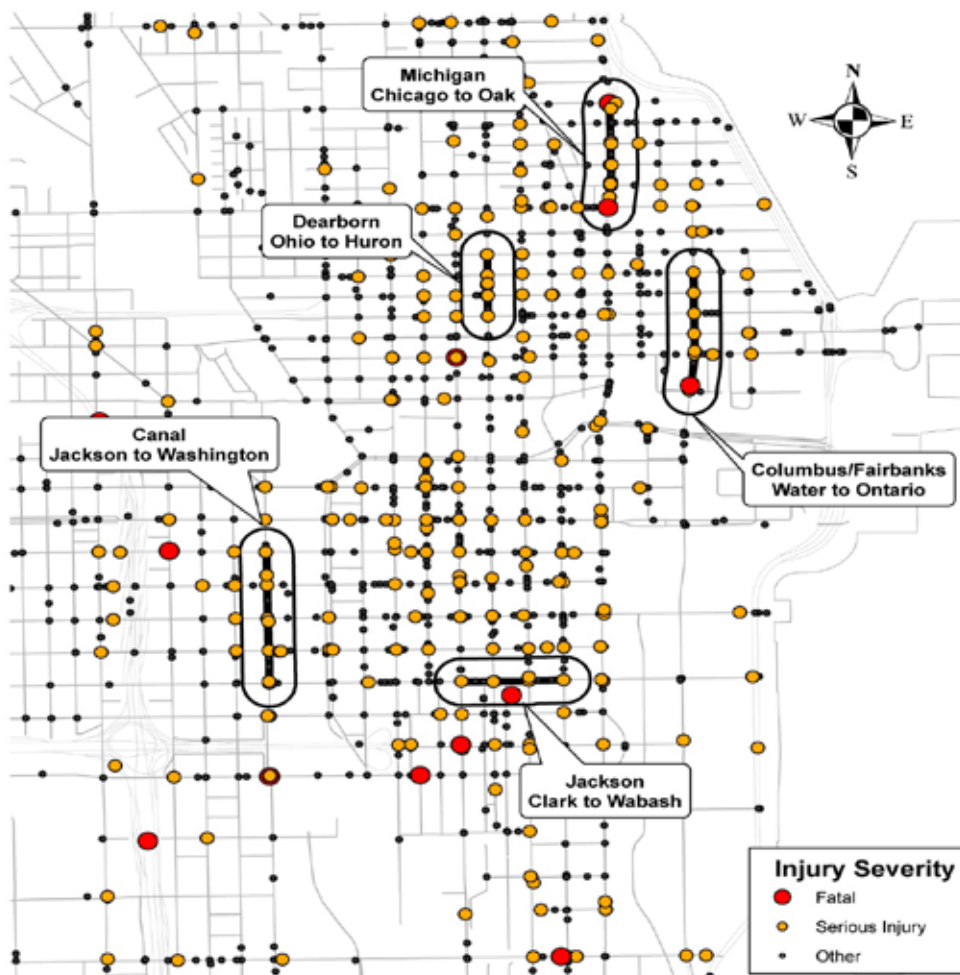 Michigan
Chicago to Oak
N
W
E
S
Dearborn
Ohio to Huron
Canal
Jackson to Washington
Columbus/Fairbanks
Water to Ontario
Jackson
Clark to Wabash
Injury Severity
Fatal
Serious Injury
Other